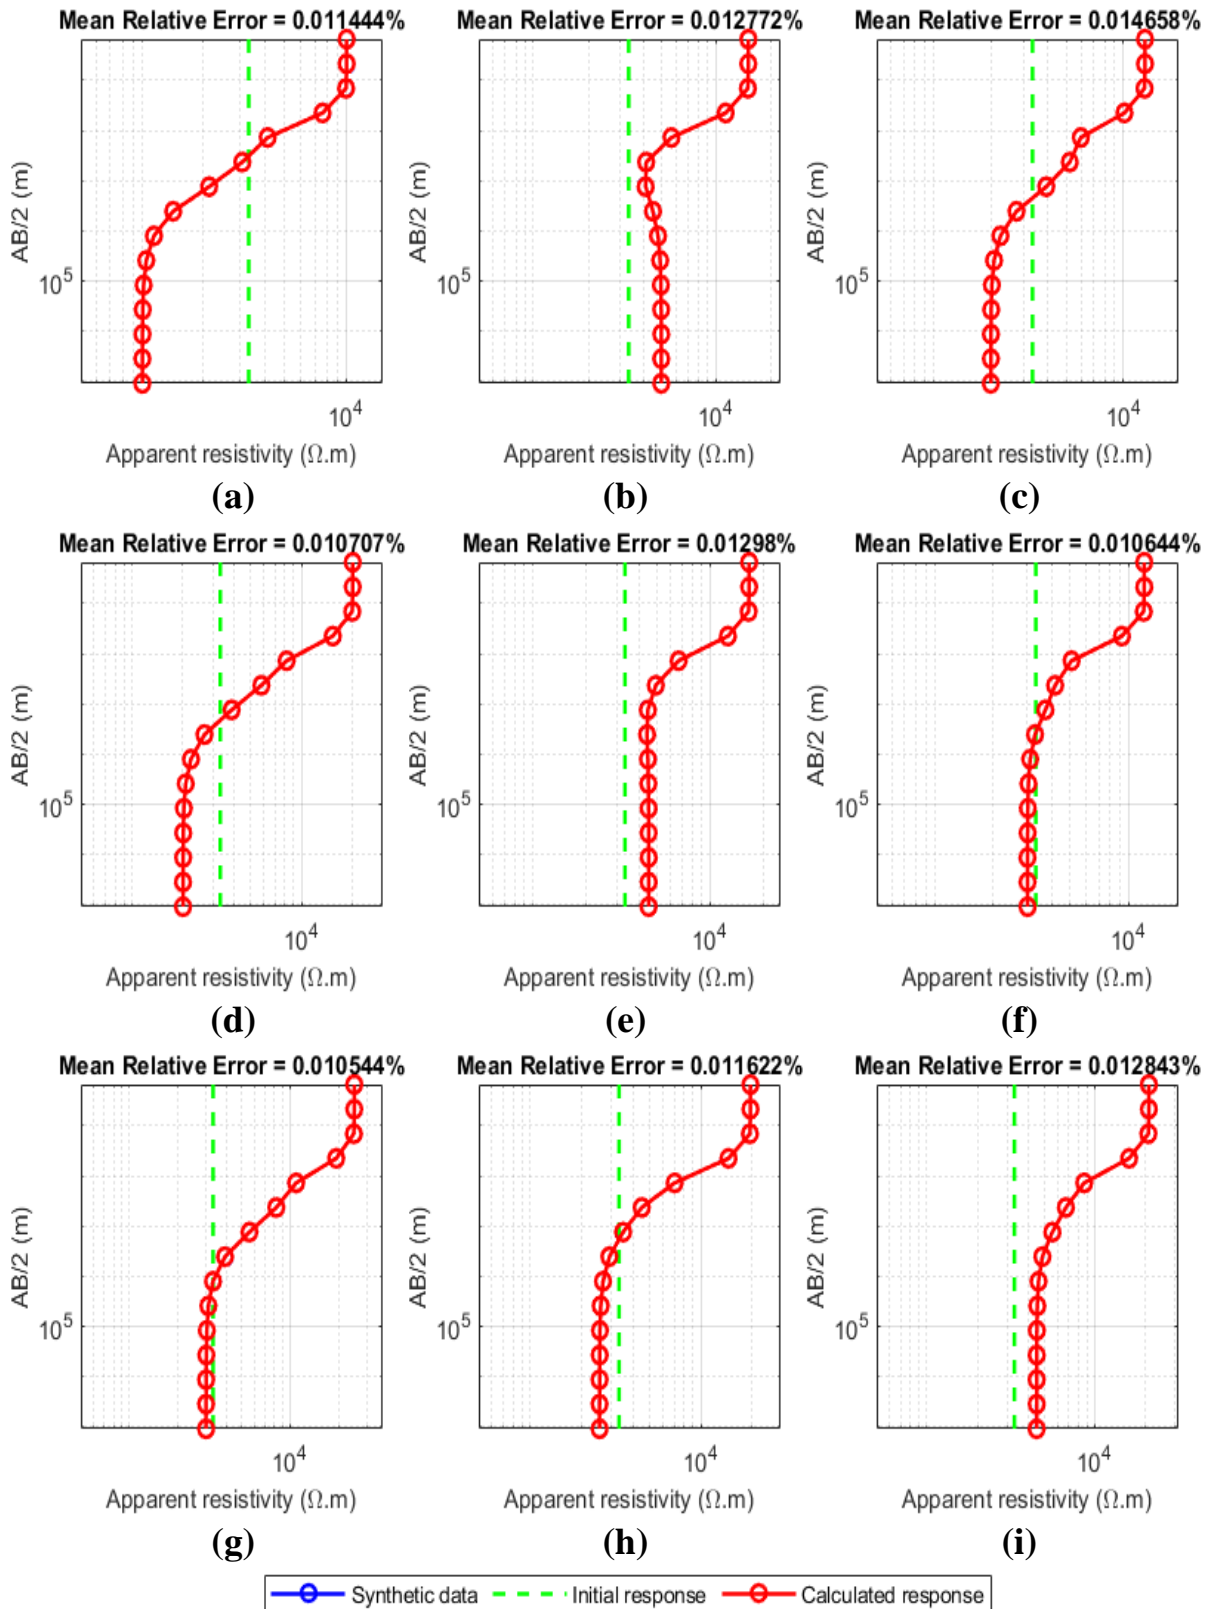 Mean Relative Error = 0.011444%
Mean Relative Error = 0.012772%
Mean Relative Error = 0.014658%
AB/2 (m)
AB/2 (m)
AB/2 (m)
10^5
10^5
10^5
10^4
10^4
10^4
Apparent resistivity (Ω.m)
Apparent resistivity (Ω.m)
Apparent resistivity (Ω.m)
(a)
(b)
(c)
Mean Relative Error = 0.010707%
Mean Relative Error = 0.01298%
Mean Relative Error = 0.010644%
AB/2 (m)
AB/2 (m)
AB/2 (m)
10^5
10^5
10^5
10^4
10^4
10^4
Apparent resistivity (Ω.m)
Apparent resistivity (Ω.m)
Apparent resistivity (Ω.m)
(d)
(e)
(f)
Mean Relative Error = 0.010544%
Mean Relative Error = 0.011622%
Mean Relative Error = 0.012843%
AB/2 (m)
AB/2 (m)
AB/2 (m)
10^5
10^5
10^5
10^4
10^4
10^4
Apparent resistivity (Ω.m)
Apparent resistivity (Ω.m)
Apparent resistivity (Ω.m)
(g)
(h)
(i)
Synthetic data
Initial response
Calculated response